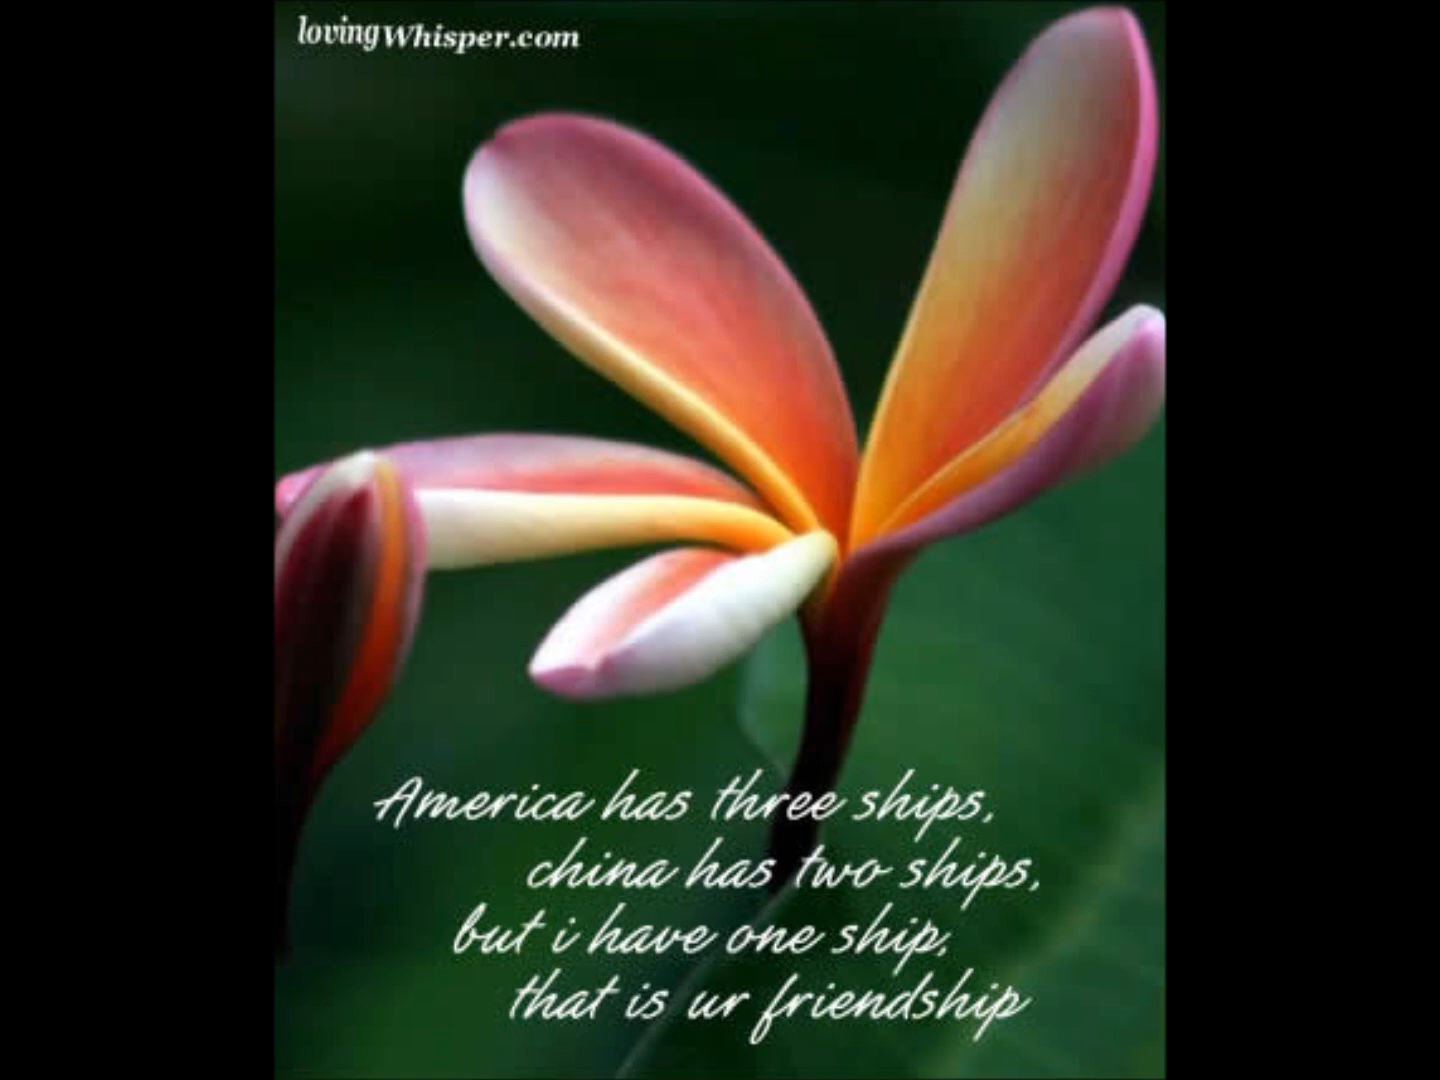 lovingWhisper.com
America has three ships,
china has two ships,
but i have one ship,
that is ur friendship